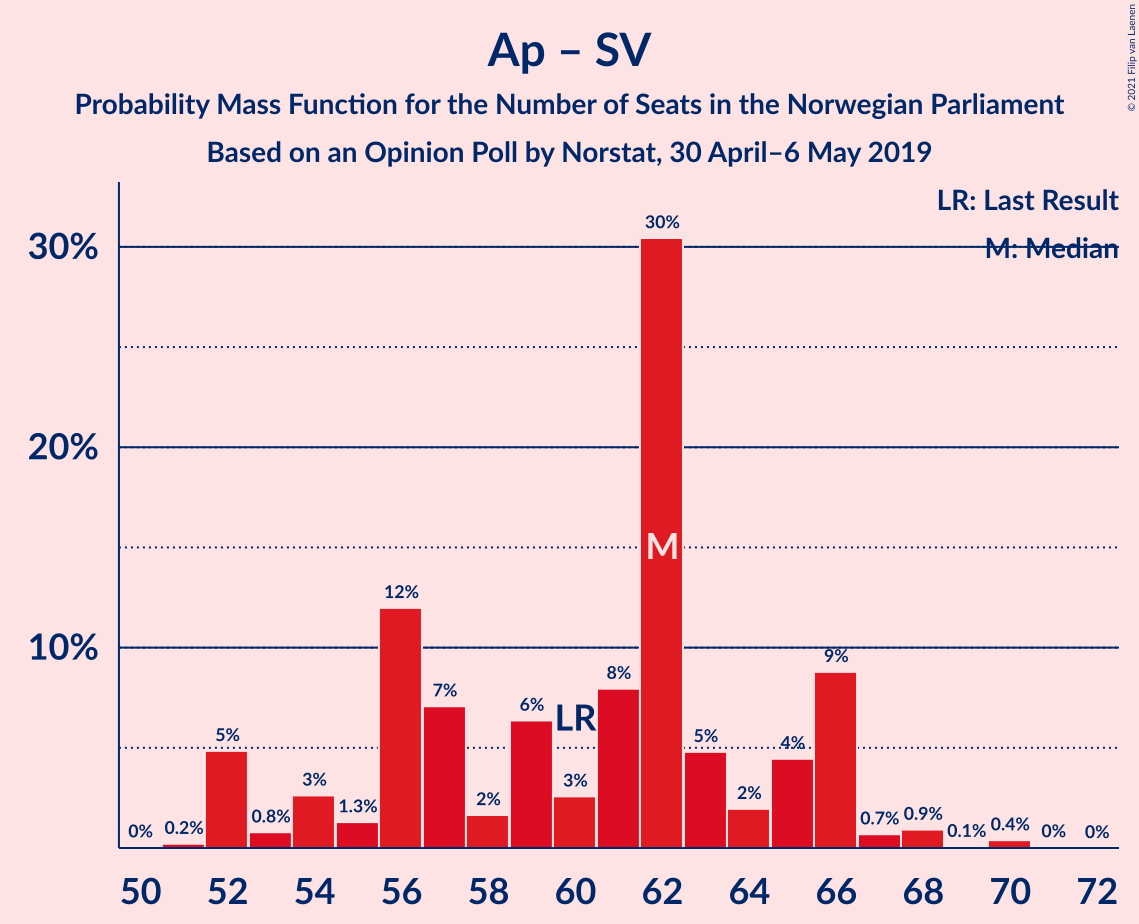 Ap – SV
Probability Mass Function for the Number of Seats in the Norwegian Parliament
Based on an Opinion Poll by Norstat, 30 April–6 May 2019
© 2021 Filip van Laenen
LR: Last Result
M: Median
30%
20%
10%
0%
0.2%
5%
0.8%
3%
1.3%
12%
7%
2%
6%
LR
3%
8%
30%
M
5%
2%
4%
9%
0.7%
0.9%
0.1%
0.4%
0%
0%
50 52 54 56 58 60 62 64 66 68 70 72